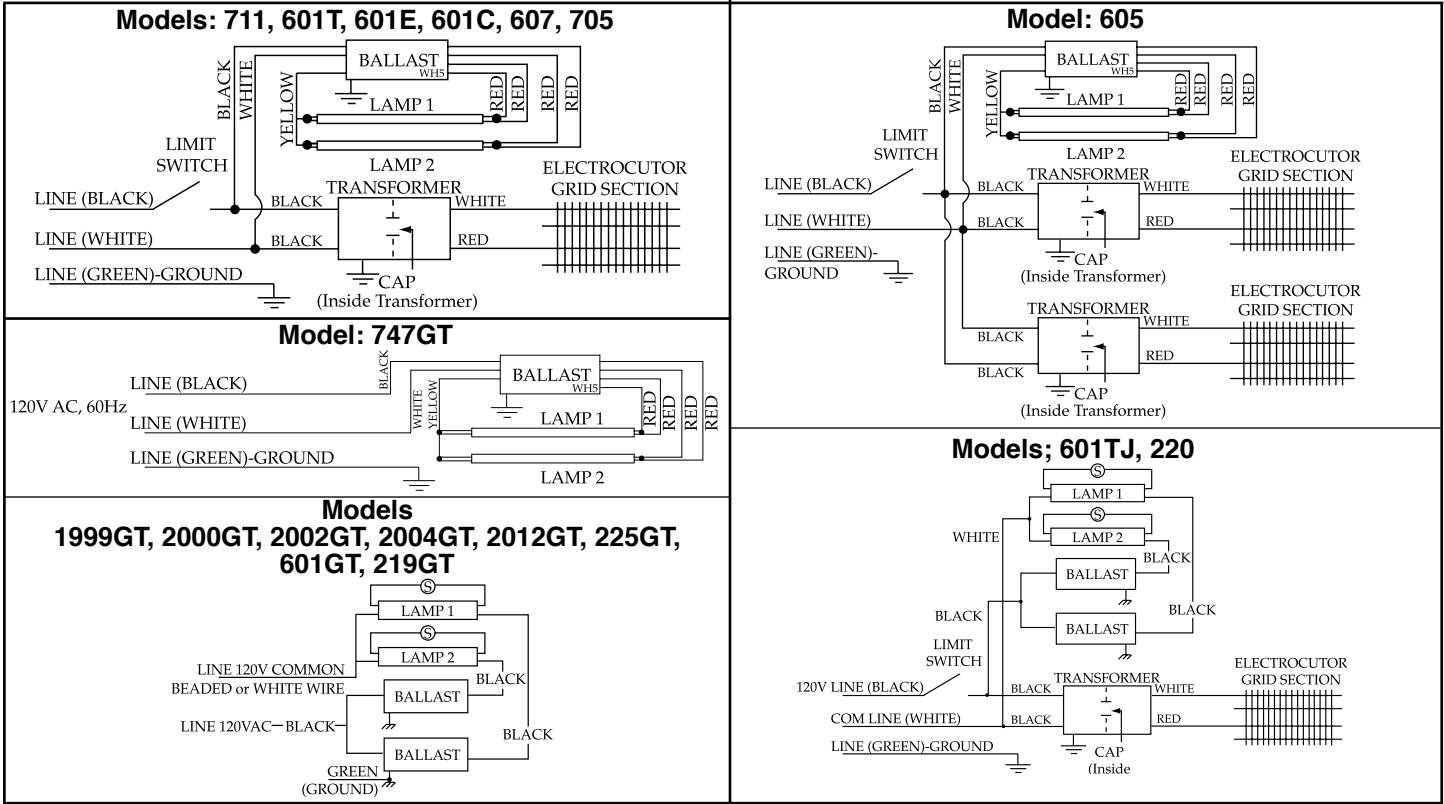 Models: 711, 601T, 601E, 601C, 607, 705
BALLAST
WH5
BLACK
WHITE
YELLOW
RED
RED
RED
RED
LAMP 1
LAMP 2
LIMIT
SWITCH
ELECTROCUTOR
GRID SECTION
TRANSFORMER
LINE (BLACK)
BLACK
WHITE
LINE (WHITE)
BLACK
RED
LINE (GREEN)-GROUND
CAP
(Inside Transformer)
Model: 747GT
BLACK
BALLAST
WH5
LINE (BLACK)
120V AC, 60Hz
WHITE
YELLOW
RED
RED
RED
RED
LINE (WHITE)
LAMP 1
LINE (GREEN)-GROUND
LAMP 2
Models
1999GT, 2000GT, 2002GT, 2004GT, 2012GT, 225GT,
601GT, 219GT
S
LAMP 1
S
LAMP 2
LINE 120V COMMON
BEADED or WHITE WIRE
BLACK
BALLAST
LINE 120VAC
BLACK
BLACK
BALLAST
GREEN
(GROUND)
Model: 605
BALLAST
WH5
BLACK
WHITE
YELLOW
RED
RED
RED
RED
LAMP 1
LAMP 2
LIMIT
SWITCH
ELECTROCUTOR
GRID SECTION
TRANSFORMER
LINE (BLACK)
BLACK
WHITE
LINE (WHITE)
BLACK
RED
LINE (GREEN)-
GROUND
CAP
(Inside Transformer)
ELECTROCUTOR
GRID SECTION
TRANSFORMER
BLACK
WHITE
BLACK
RED
CAP
(Inside Transformer)
Models; 601TJ, 220
S
LAMP 1
S
WHITE
LAMP 2
BLACK
BALLAST
BLACK
BLACK
BALLAST
LIMIT
SWITCH
ELECTROCUTOR
GRID SECTION
TRANSFORMER
120V LINE (BLACK)
BLACK
WHITE
COM LINE (WHITE)
BLACK
RED
LINE (GREEN)-GROUND
CAP
(Inside